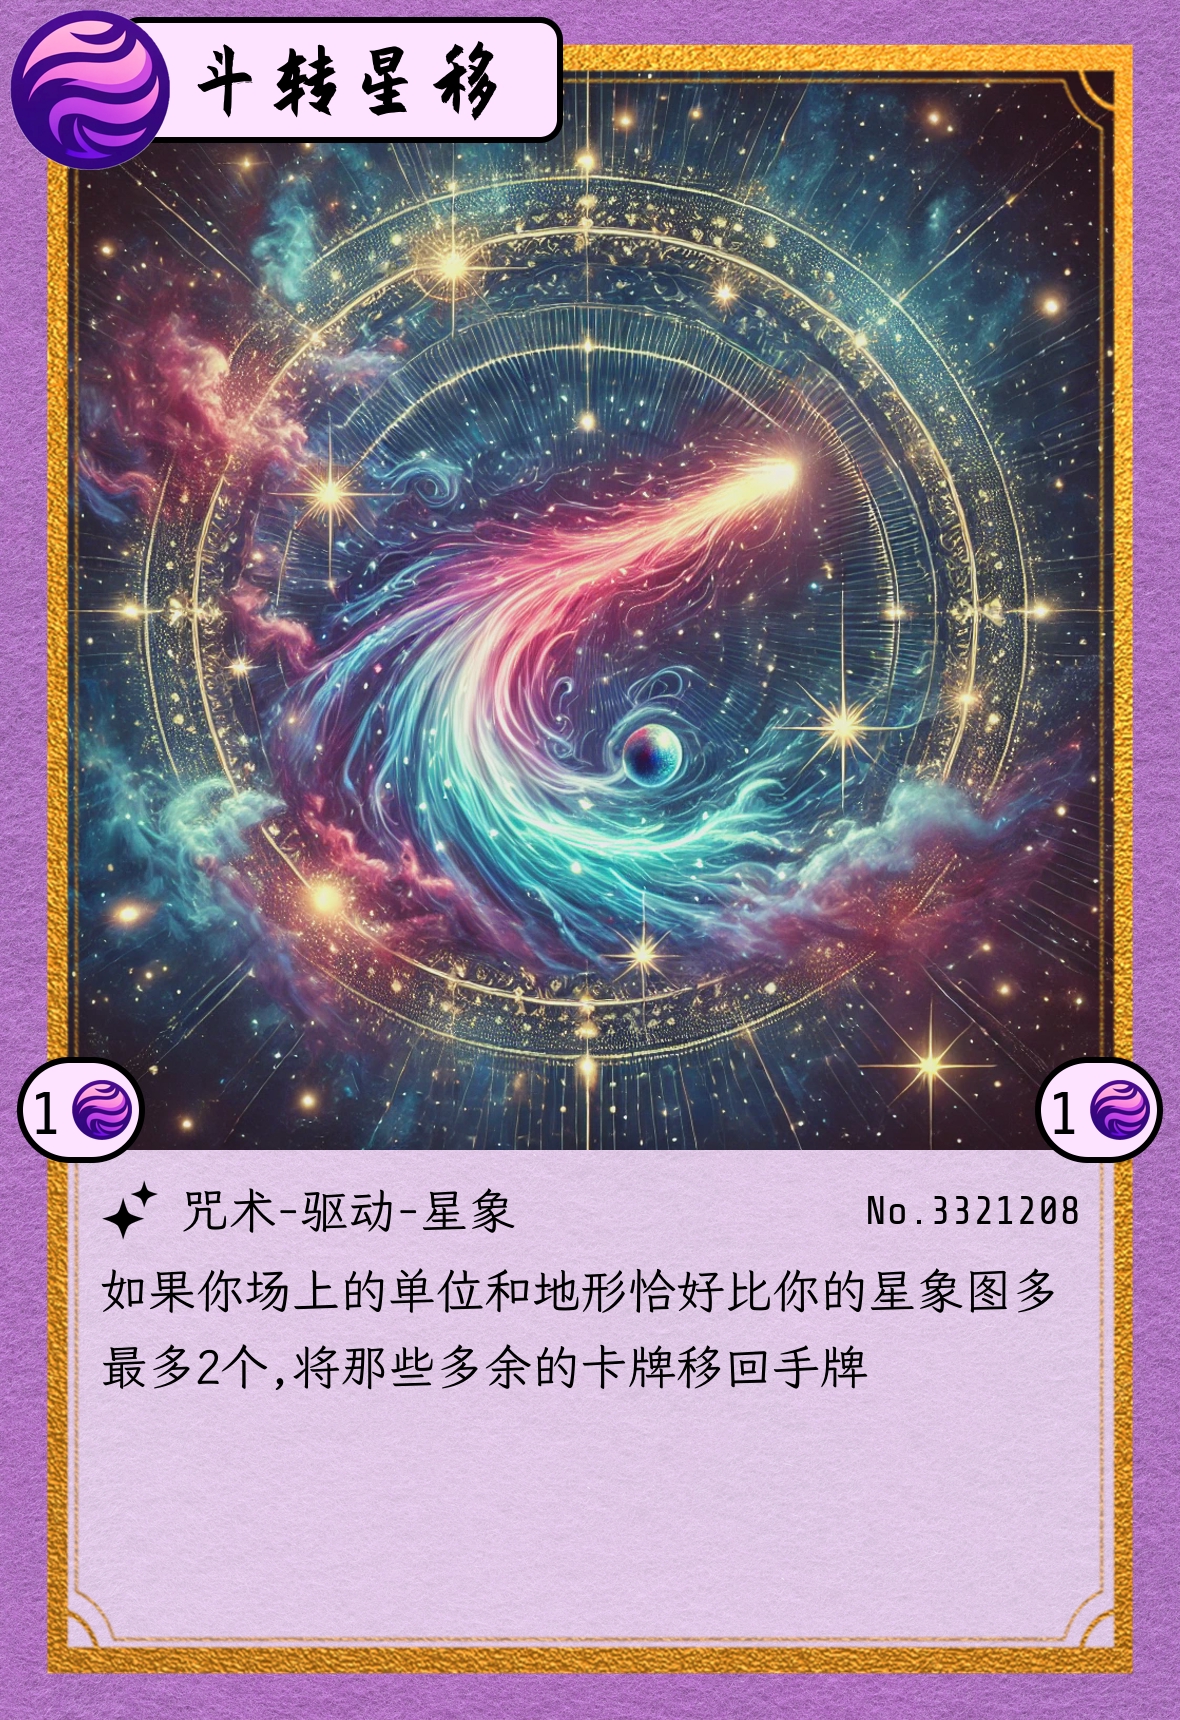 斗转星移
1
1
咒术-驱动-星象
No.3321208
如果你场上的单位和地形恰好比你的星象图多
最多2个,将那些多余的卡牌移回手牌